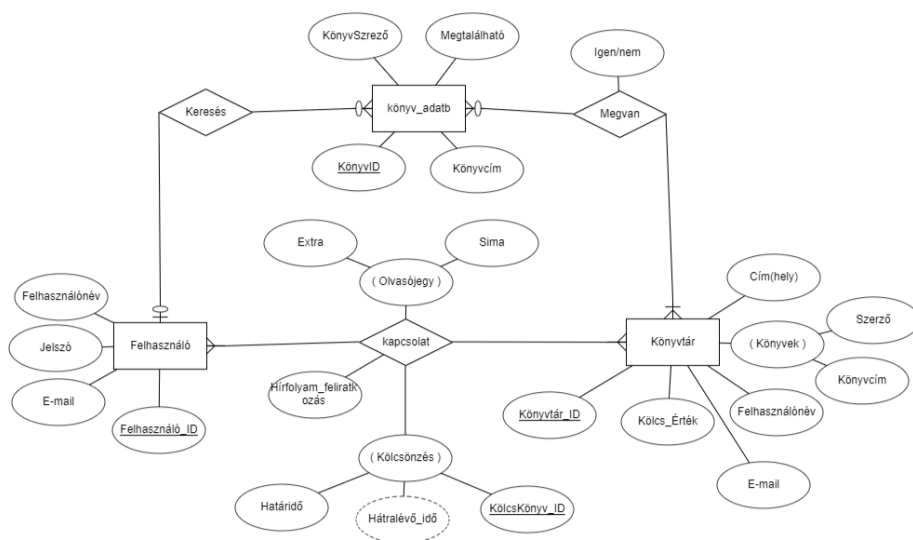 KönyvSzrező
Megtalálható
Igen/nem
Keresés
könyv_adatb
Megvan
KönyvID
Könyvcím
Extra
Sima
( Olvasójegy )
Cím(hely)
Felhasználónév
Szerző
Jelszó
Felhasználó
kapcsolat
Könyvtár
( Könyvek )
Könyvcím
E-mail
Hírfolyam_feliratk
ozás
Felhasználó_ID
Könyvtár_ID
Kölcs_Érték
Felhasználónév
( Kölcsönzés )
E-mail
Határidő
Hátralévő_idő
KölcsKönyv_ID